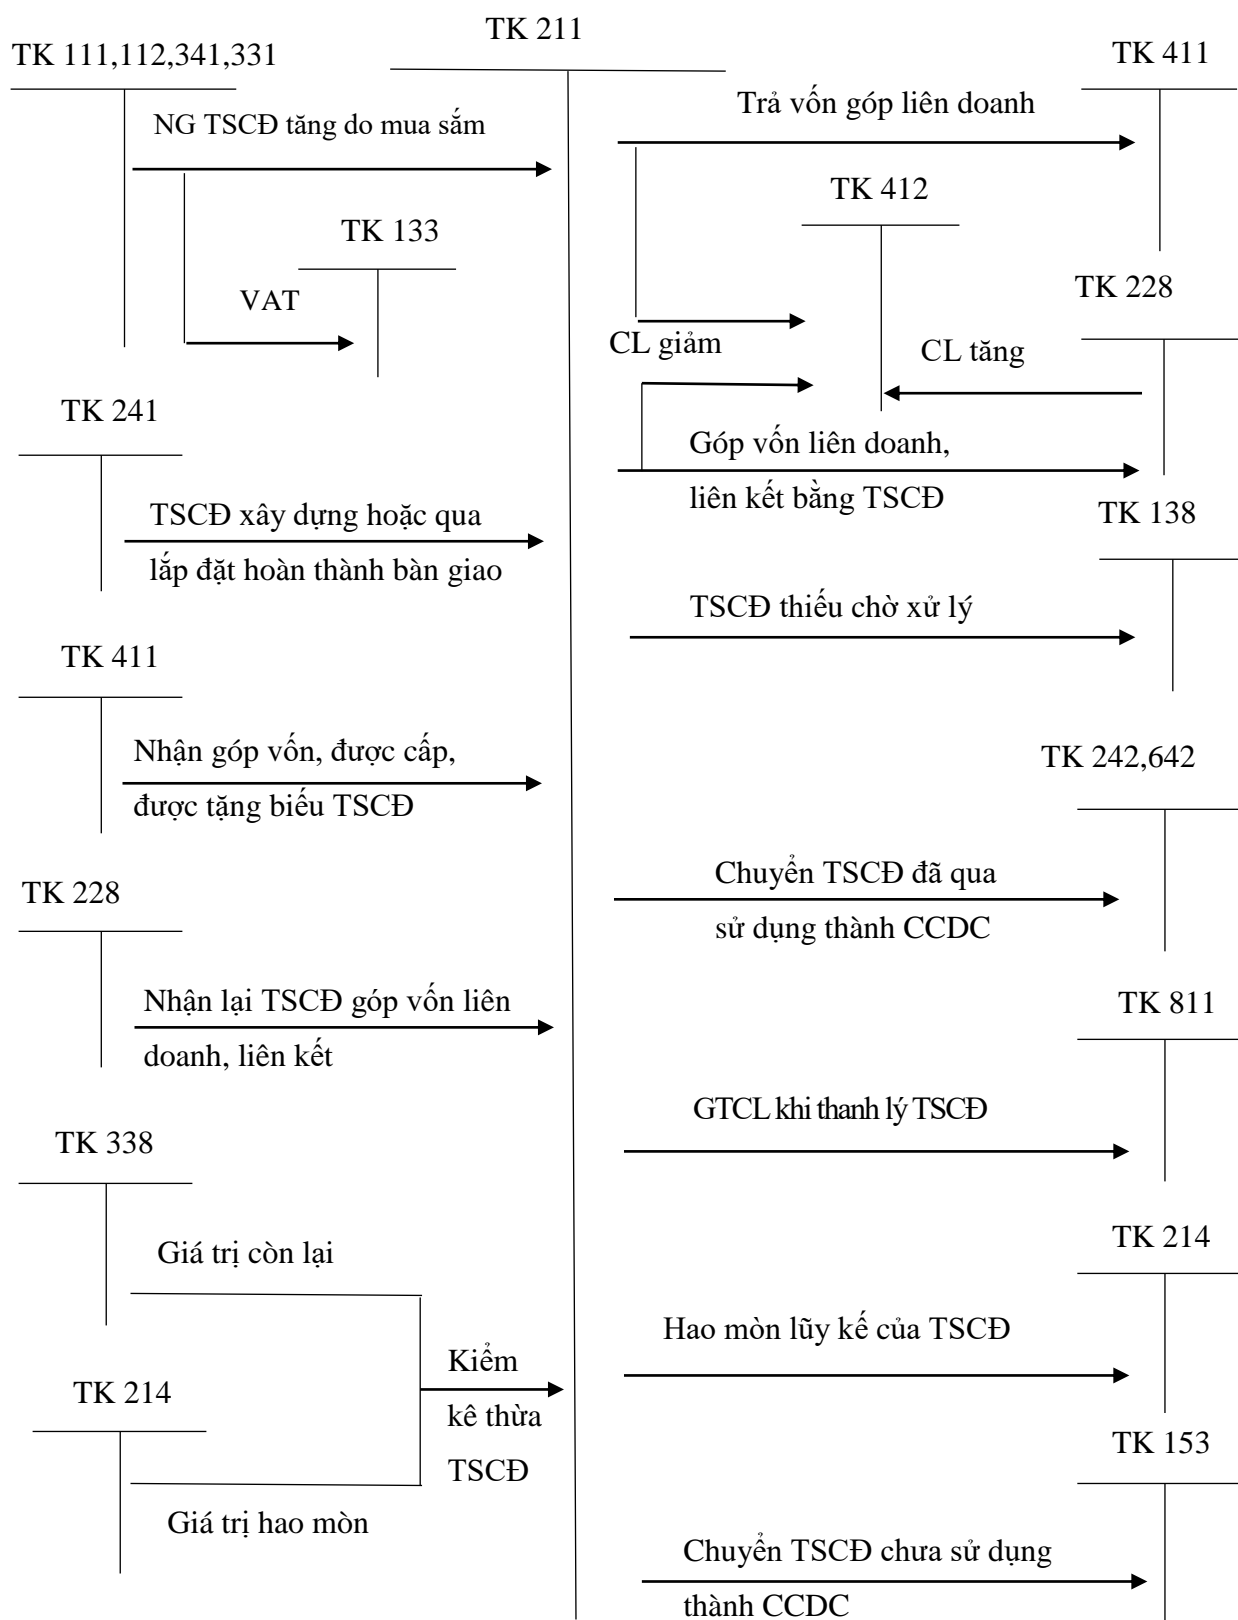 TK 211
TK 111,112,341,331
TK 411
NG TSCĐ tăng do mua sắm
Trả vốn góp liên doanh
TK 412
TK 133
VAT
TK 228
CL giảm
CL tăng
TK 241
Góp vốn liên doanh,
liên kết bằng TSCĐ
TSCĐ xây dựng hoặc qua
lắp đặt hoàn thành bàn giao
TK 138
TSCĐ thiếu chờ xử lý
TK 411
Nhận góp vốn, được cấp,
được tặng biếu TSCĐ
TK 242,642
Chuyển TSCĐ đã qua
sử dụng thành CCDC
TK 228
Nhận lại TSCĐ góp vốn liên
doanh, liên kết
TK 811
GTCL khi thanh lý TSCĐ
TK 338
Giá trị còn lại
TK 214
Hao mòn lũy kế của TSCĐ
Kiểm
kê thừa
TSCĐ
TK 214
Giá trị hao mòn
TK 153
Chuyển TSCĐ chưa sử dụng
thành CCDC